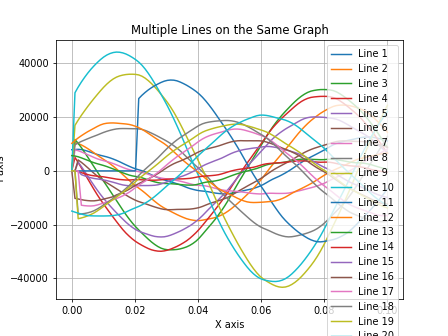 Multiple Lines on the Same Graph
40000
20000
0
−20000
−40000
0.00
0.02
0.04
0.06
X axis
Line 1
Line 2
Line 3
Line 4
Line 5
Line 6
Line 7
Line 8
Line 9
Line 10
Line 11
Line 12
Line 13
Line 14
Line 15
Line 16
Line 17
Line 18
Line 19
Line 20